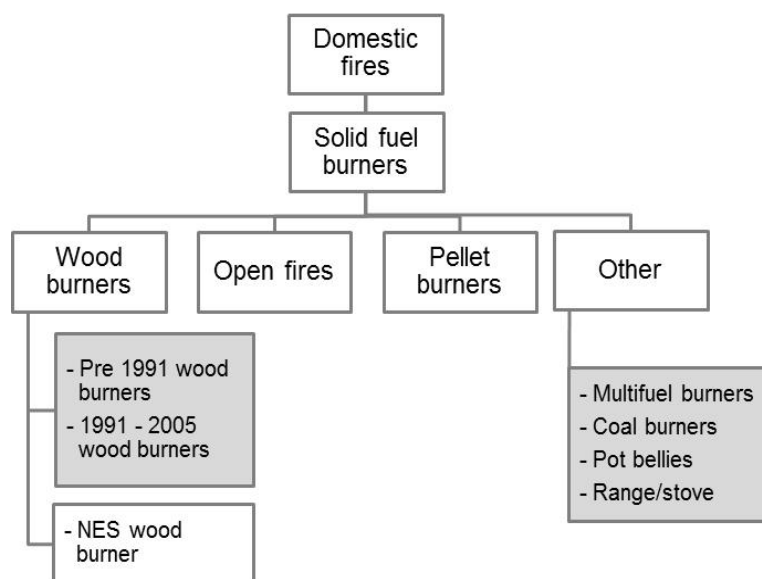 Domestic
fires
Solid fuel
burners
Wood
burners
Open fires
Pellet
burners
Other
- Pre 1991 wood
burners
- 1991 - 2005
wood burners
- NES wood
burner
- Multifuel burners
- Coal burners
- Pot bellies
- Range/stove